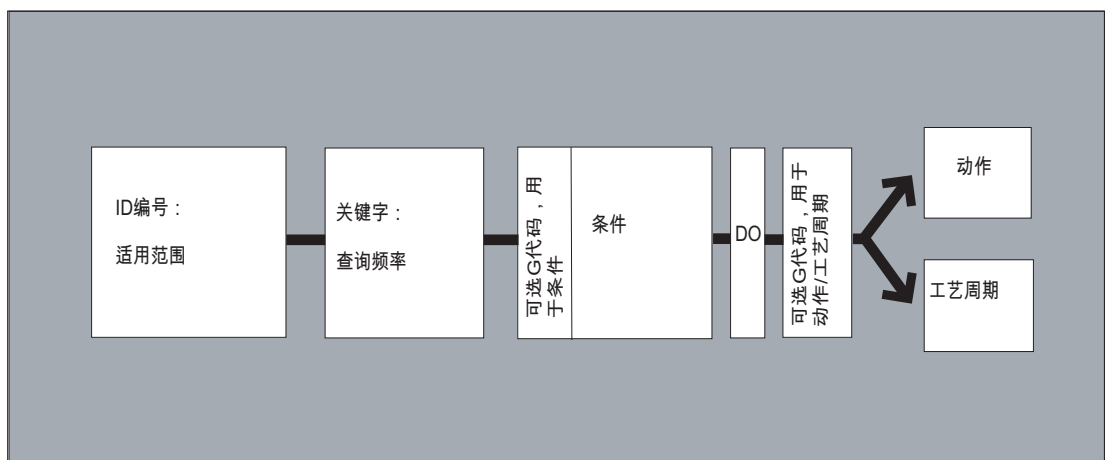 ID编号：
适用范围
关键字：
查询频率
可选G代码，用
于条件
条件
DO
可选G代码，用于
动作/工艺周期
动作
工艺周期